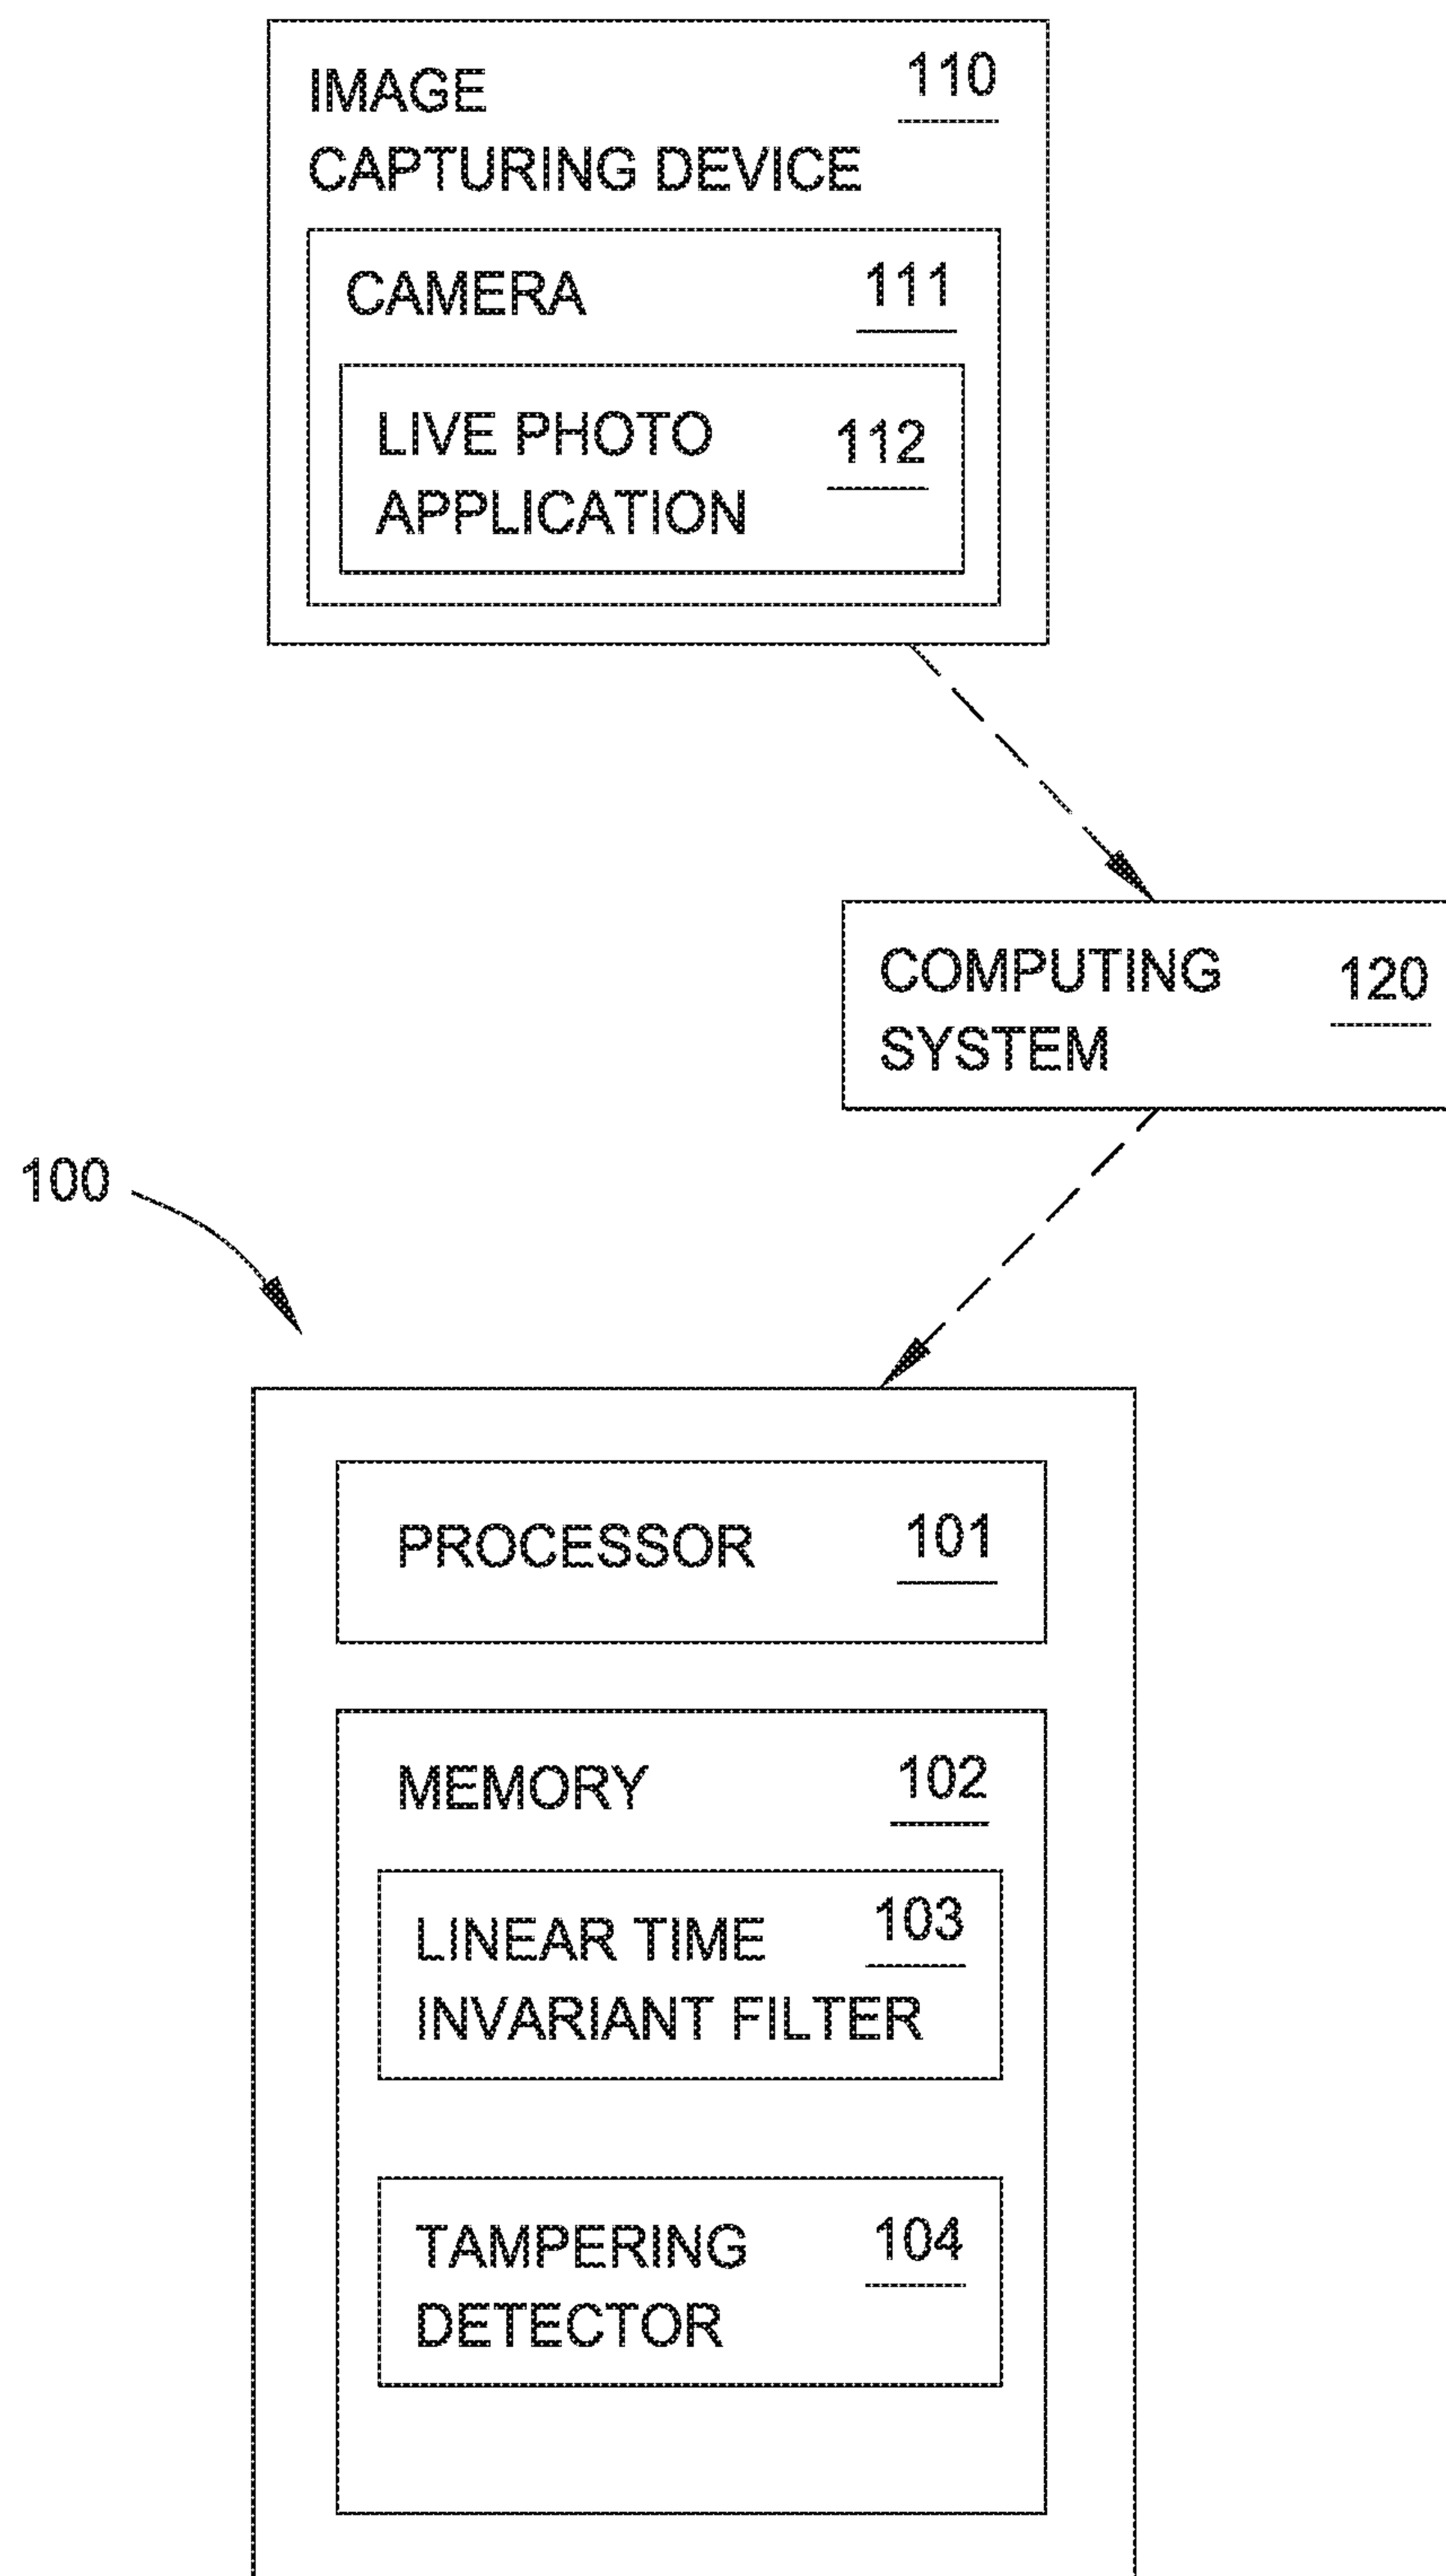 IMAGE 110
CAPTURING DEVICE
CAMERA 111
LIVE PHOTO 112
APPLICATION
COMPUTING 120
SYSTEM
100
PROCESSOR 101
MEMORY 102
LINEAR TIME 103
INVARIANT FILTER
TAMPERING 104
DETECTOR